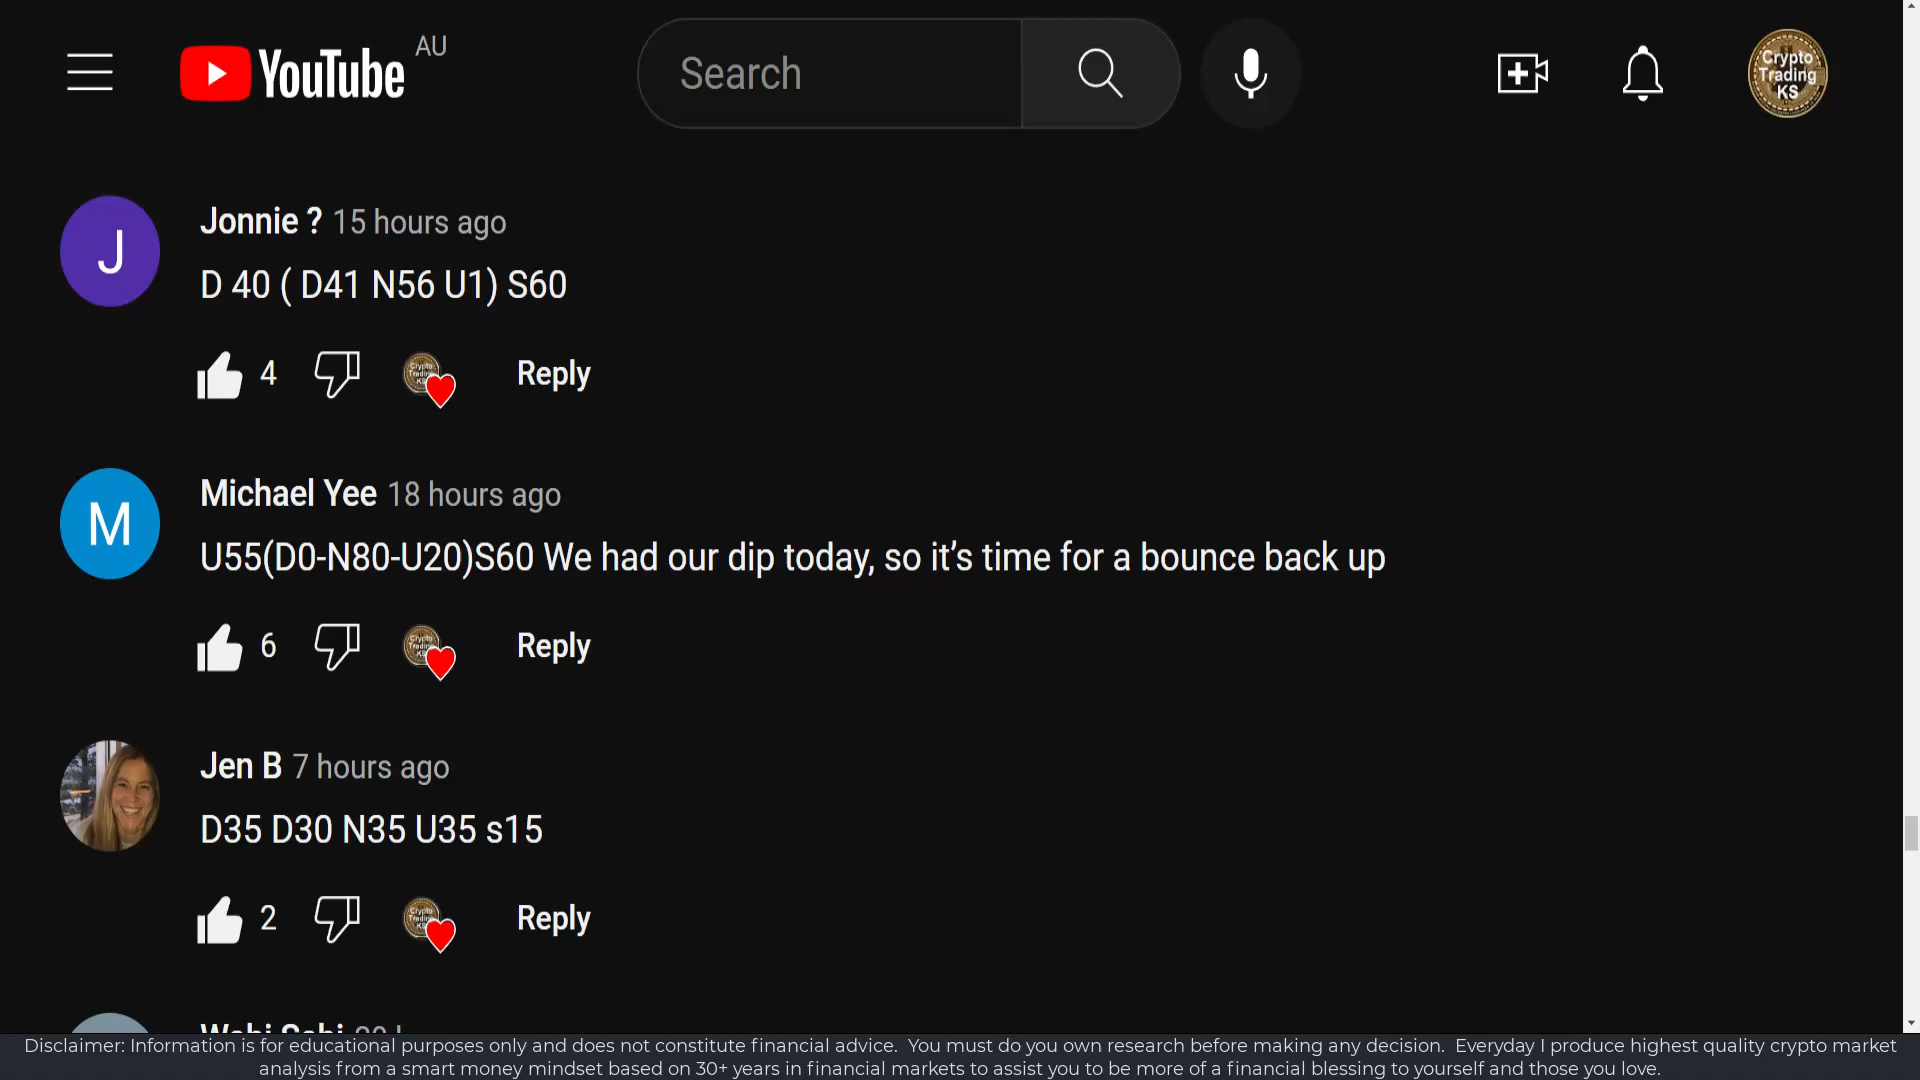 YouTube AU
Search
Crypto
Trading
KS
J
Jonnie ? 15 hours ago
D 40 ( D41 N56 U1) S60
4 Reply
M
Michael Yee 18 hours ago
U55(D0-N80-U20)S60 We had our dip today, so it’s time for a bounce back up
6 Reply
Jen B 7 hours ago
D35 D30 N35 U35 s15
2 Reply
Disclaimer: Information is for educational purposes only and does not constitute financial advice.  You must do you own research before making any decision.  Everyday I produce highest quality crypto market
analysis from a smart money mindset based on 30+ years in financial markets to assist you to be more of a financial blessing to yourself and those you love.